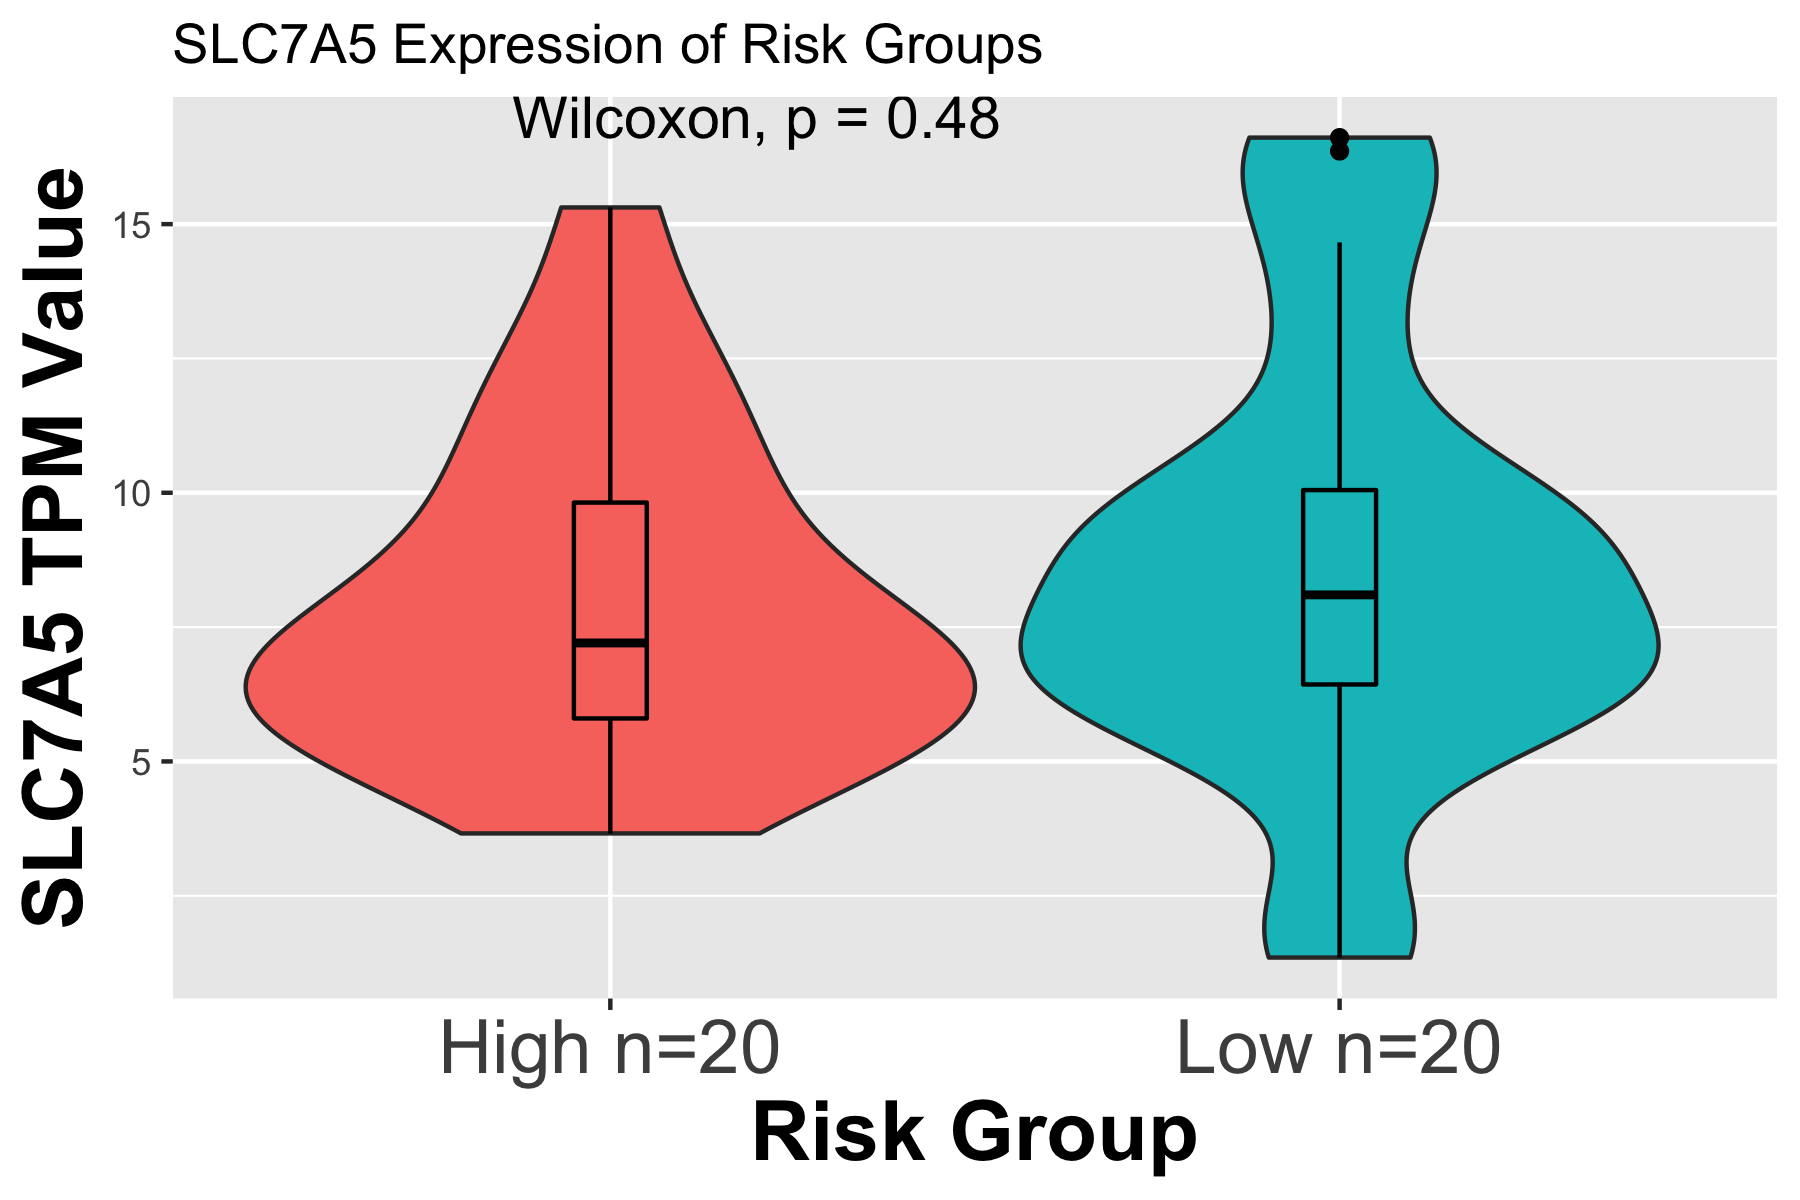 SLC7A5 Expression of Risk Groups
Wilcoxon, p = 0.48
SLC7A5 TPM Value
15
10
5
High n=20
Low n=20
Risk Group